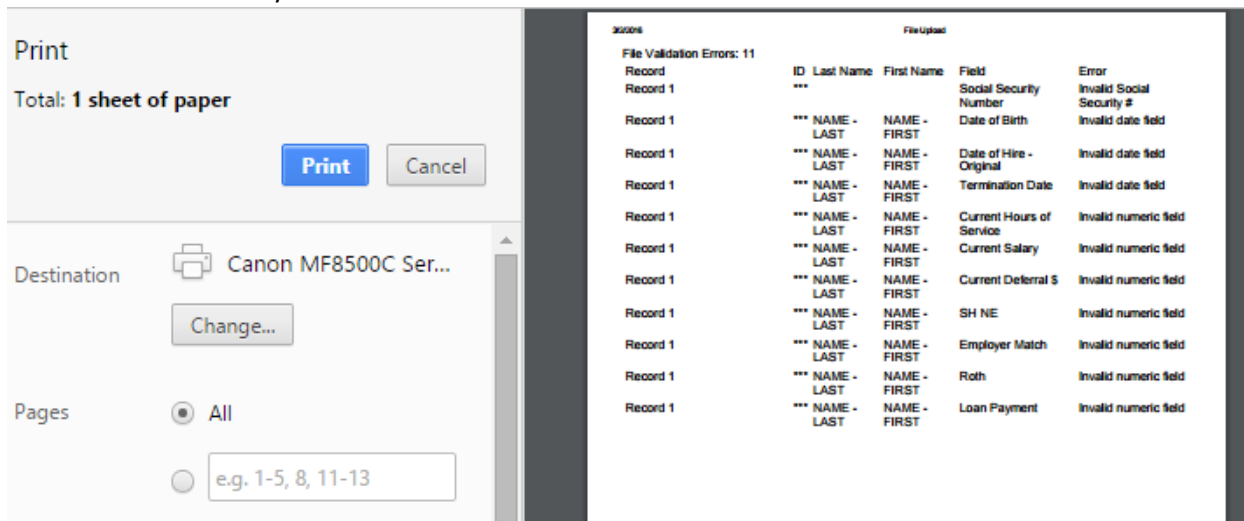 Print
Total: 1 sheet of paper
Print Cancel
Destination Canon MF8500C Ser...
Change...
Pages All
e.g. 1-5, 8, 11-13
File Upload
File Validation Errors: 11
Record ID Last Name First Name Field Error
Record 1 *** Social Security Invalid Social
Number Security #
Record 1 *** NAME - NAME - Date of Birth Invalid date field
LAST FIRST
Record 1 *** NAME - NAME - Date of Hire - Invalid date field
LAST FIRST Original
Record 1 *** NAME - NAME - Termination Date Invalid date field
LAST FIRST
Record 1 *** NAME - NAME - Current Hours of Invalid numeric field
LAST FIRST Service
Record 1 *** NAME - NAME - Current Salary Invalid numeric field
LAST FIRST
Record 1 *** NAME - NAME - Current Deferral $ Invalid numeric field
LAST FIRST
Record 1 *** NAME - NAME - SH NE Invalid numeric field
LAST FIRST
Record 1 *** NAME - NAME - Employer Match Invalid numeric field
LAST FIRST
Record 1 *** NAME - NAME - Roth Invalid numeric field
LAST FIRST
Record 1 *** NAME - NAME - Loan Payment Invalid numeric field
LAST FIRST